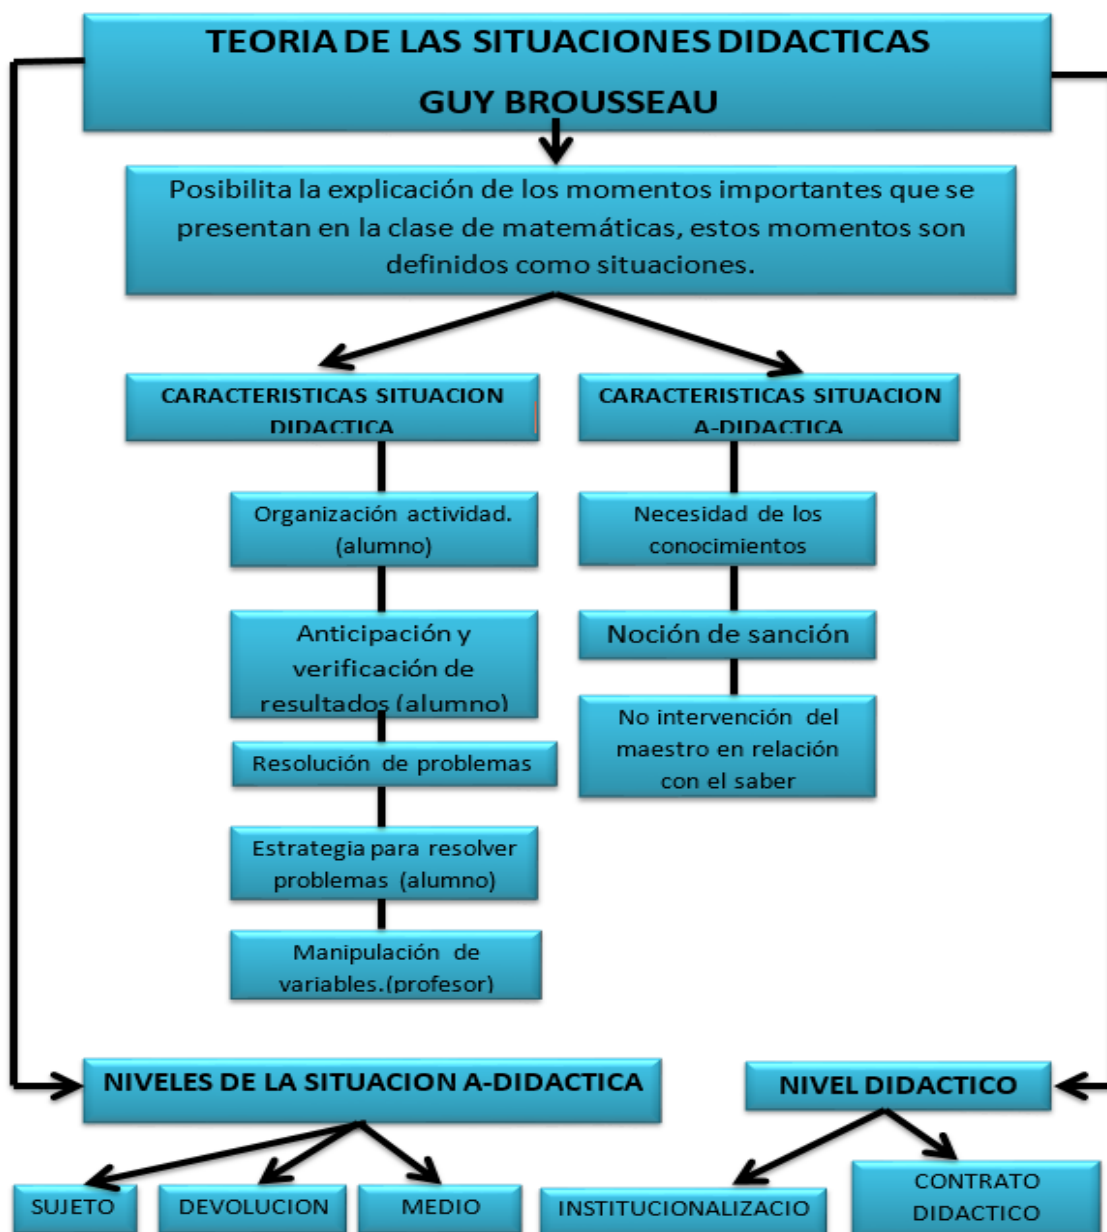 TEORIA DE LAS SITUACIONES DIDACTICAS
GUY BROUSSEAU
Posibilita la explicación de los momentos importantes que se
presentan en la clase de matemáticas, estos momentos son
definidos como situaciones.
CARACTERISTICAS SITUACION
DIDACTICA
CARACTERISTICAS SITUACION
A-DIDACTICA
Organización actividad.
(alumno)
Necesidad de los
conocimientos
Anticipación y
verificación de
resultados (alumno)
Noción de sanción
Resolución de problemas
No intervención del
maestro en relación
con el saber
Estrategia para resolver
problemas (alumno)
Manipulación de
variables.(profesor)
NIVELES DE LA SITUACION A-DIDACTICA
NIVEL DIDACTICO
SUJETO
DEVOLUCION
MEDIO
INSTITUCIONALIZACIO
CONTRATO
DIDACTICO